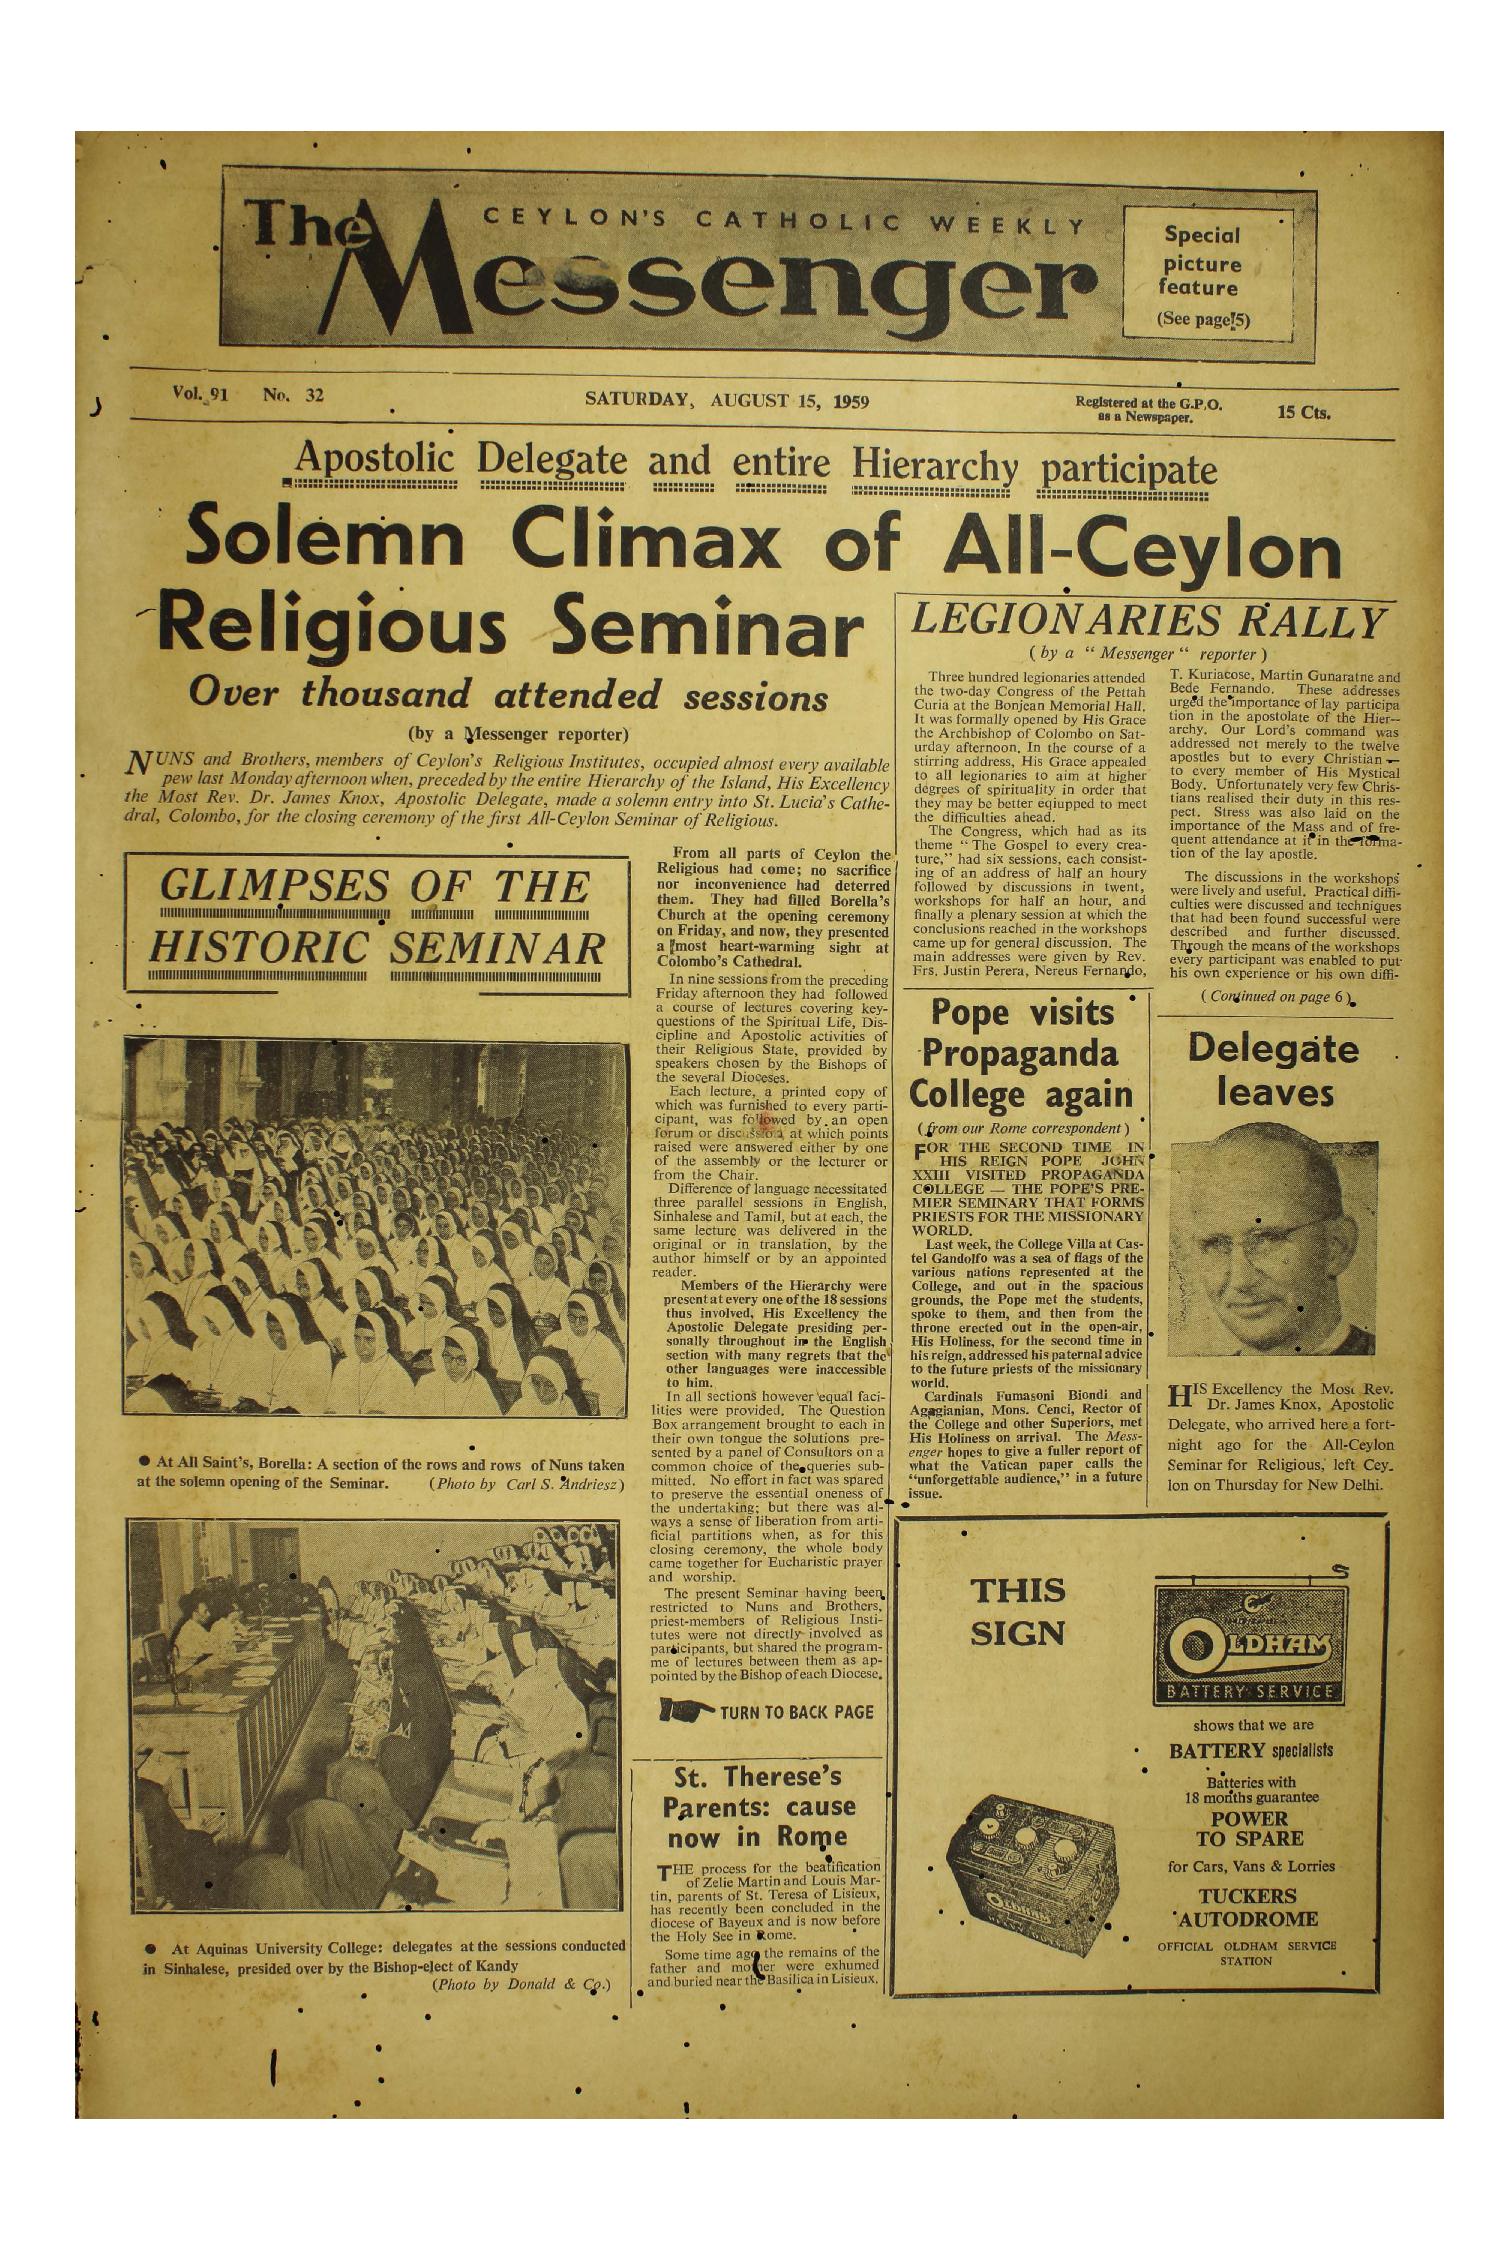 The Messenger
CEYLON'S CATHOLIC WEEKLY
Special
picture
feature
(See page 5)
Vol. 91 No. 32
SATURDAY, AUGUST 15, 1959
Registered at the G.P.O.
as a Newspaper.
15 Cts.
Apostolic Delegate and entire Hierarchy participate
Solemn Climax of All-Ceylon
Religious Seminar
Over thousand attended sessions
(by a Messenger reporter)
NUNS and Brothers, members of Ceylon's Religious Institutes, occupied almost every available
pew last Monday afternoon when, preceded by the entire Hierarchy of the Island, His Excellency
the Most Rev. Dr. James Knox, Apostolic Delegate, made a solemn entry into St. Lucia's Cathe-
dral, Colombo, for the closing ceremony of the first All-Ceylon Seminar of Religious.
GLIMPSES OF THE
HISTORIC SEMINAR
● At All Saint's, Borella: A section of the rows and rows of Nuns taken
at the solemn opening of the Seminar. (Photo by Carl S. Andriesz)
● At Aquinas University College: delegates at the sessions conducted
in Sinhalese, presided over by the Bishop-elect of Kandy
(Photo by Donald & Co.)
From all parts of Ceylon the
Religious had come; no sacrifice
nor inconvenience had deterred
them. They had filled Borella's
Church at the opening ceremony
on Friday, and now, they presented
a most heart-warming sight at
Colombo's Cathedral.
In nine sessions from the preceding
Friday afternoon they had followed
a course of lectures covering key-
questions of the Spiritual Life, Dis-
cipline and Apostolic activities of
their Religious State, provided by
speakers chosen by the Bishops of
the several Dioceses.
Each lecture, a printed copy of
which was furnished to every parti-
cipant, was followed by an open
forum or discussion, at which points
raised were answered either by one
of the assembly or the lecturer or
from the Chair.
Difference of language necessitated
three parallel sessions in English,
Sinhalese and Tamil, but at each, the
same lecture was delivered in the
original or in translation, by the
author himself or by an appointed
reader.
Members of the Hierarchy were
present at every one of the 18 sessions
thus involved, His Excellency the
Apostolic Delegate presiding per-
sonally throughout in the English
section with many regrets that the
other languages were inaccessible
to him.
In all sections however equal faci-
lities were provided. The Question
Box arrangement brought to each in
their own tongue the solutions pre-
sented by a panel of Consultors on a
common choice of the queries sub-
mitted. No effort in fact was spared
to preserve the essential oneness of
the undertaking; but there was al-
ways a sense of liberation from arti-
ficial partitions when, as for this
closing ceremony, the whole body
came together for Eucharistic prayer
and worship.
The present Seminar having been
restricted to Nuns and Brothers,
priest-members of Religious Insti-
tutes were not directly involved as
participants, but shared the program-
me of lectures between them as ap-
pointed by the Bishop of each Diocese.
TURN TO BACK PAGE
St. Therese's
Parents: cause
now in Rome
THE process for the beatification
of Zelie Martin and Louis Mar-
tin, parents of St. Teresa of Lisieux,
has recently been concluded in the
diocese of Bayeux and is now before
the Holy See in Rome.
Some time ago the remains of the
father and mother were exhumed
and buried near the Basilica in Lisieux.
LEGIONARIES RALLY
( by a " Messenger " reporter )
Three hundred legionaries attended
the two-day Congress of the Pettah
Curia at the Bonjean Memorial Hall.
It was formally opened by His Grace
the Archbishop of Colombo on Sat-
urday afternoon. In the course of a
stirring address, His Grace appealed
to all legionaries to aim at higher
degrees of spirituality in order that
they may be better eqiupped to meet
the difficulties ahead.
The Congress, which had as its
theme " The Gospel to every crea-
ture," had six sessions, each consist-
ing of an address of half an houry
followed by discussions in twent,
workshops for half an hour, and
finally a plenary session at which the
conclusions reached in the workshops
came up for general discussion. The
main addresses were given by Rev.
Frs. Justin Perera, Nereus Fernando,
T. Kuriacose, Martin Gunaratne and
Bede Fernando. These addresses
urged the importance of lay participa
tion in the apostolate of the Hier--
archy. Our Lord's command was
addressed not merely to the twelve
apostles but to every Christian —
to every member of His Mystical
Body. Unfortunately very few Chris-
tians realised their duty in this res-
pect. Stress was also laid on the
importance of the Mass and of fre-
quent attendance at it in the forma-
tion of the lay apostle.
The discussions in the workshops
were lively and useful. Practical diffi-
culties were discussed and techniques
that had been found successful were
described and further discussed.
Through the means of the workshops
every participant was enabled to put
his own experience or his own diffi-
( Continued on page 6 )
Pope visits
Propaganda
College again
( from our Rome correspondent )
FOR THE SECOND TIME IN
HIS REIGN POPE JOHN
XXIII VISITED PROPAGANDA
COLLEGE — THE POPE'S PRE-
MIER SEMINARY THAT FORMS
PRIESTS FOR THE MISSIONARY
WORLD.
Last week, the College Villa at Cas-
tel Gandolfo was a sea of flags of the
various nations represented at the
College, and out in the spacious
grounds, the Pope met the students,
spoke to them, and then from the
throne erected out in the open-air,
His Holiness, for the second time in
his reign, addressed his paternal advice
to the future priests of the missionary
world.
Cardinals Fumasoni Biondi and
Agagianian, Mons. Cenci, Rector of
the College and other Superiors, met
His Holiness on arrival. The Mess-
enger hopes to give a fuller report of
what the Vatican paper calls the
"unforgettable audience," in a future
issue.
Delegate
leaves
HIS Excellency the Most Rev.
Dr. James Knox, Apostolic
Delegate, who arrived here a fort-
night ago for the All-Ceylon
Seminar for Religious, left Cey-
lon on Thursday for New Delhi.
THIS
SIGN
OLDHAM
BATTERY SERVICE
shows that we are
BATTERY specialists
Batteries with
18 months guarantee
POWER
TO SPARE
for Cars, Vans & Lorries
TUCKERS
AUTODROME
OFFICIAL OLDHAM SERVICE
STATION
OLDHAM